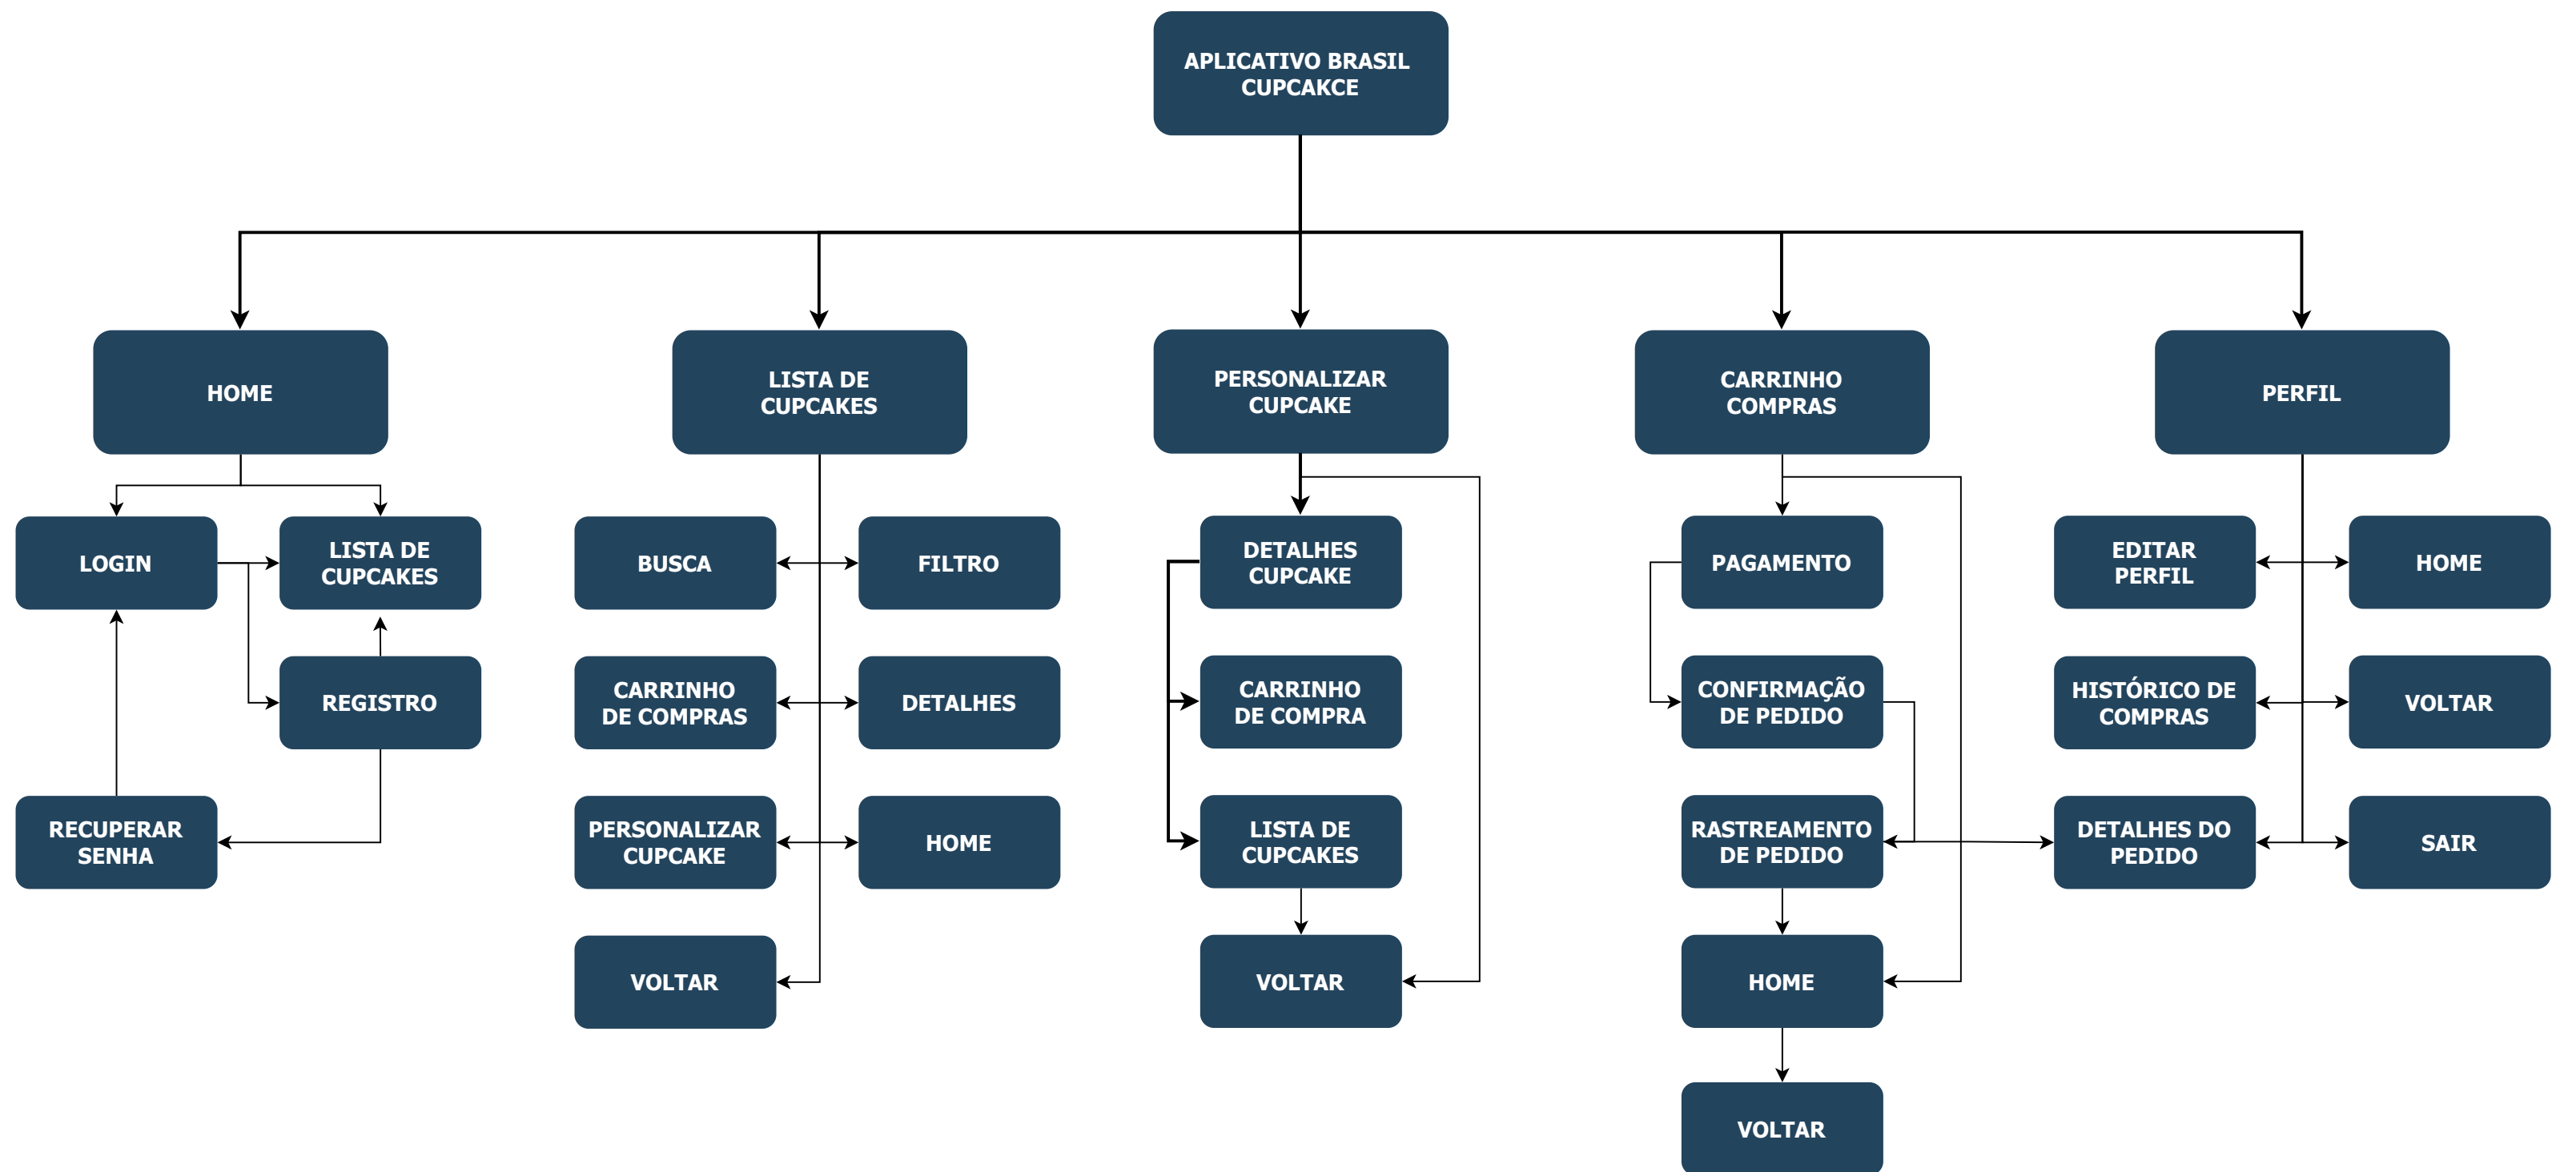 APLICATIVO BRASIL
CUPCAKCE
HOME
LISTA DE
CUPCAKES
PERSONALIZAR
CUPCAKE
CARRINHO
COMPRAS
PERFIL
LOGIN
LISTA DE
CUPCAKES
REGISTRO
RECUPERAR
SENHA
BUSCA
FILTRO
CARRINHO
DE COMPRAS
DETALHES
PERSONALIZAR
CUPCAKE
HOME
VOLTAR
DETALHES
CUPCAKE
CARRINHO
DE COMPRA
LISTA DE
CUPCAKES
VOLTAR
PAGAMENTO
CONFIRMAÇÃO
DE PEDIDO
RASTREAMENTO
DE PEDIDO
HOME
VOLTAR
EDITAR
PERFIL
HOME
HISTÓRICO DE
COMPRAS
VOLTAR
DETALHES DO
PEDIDO
SAIR